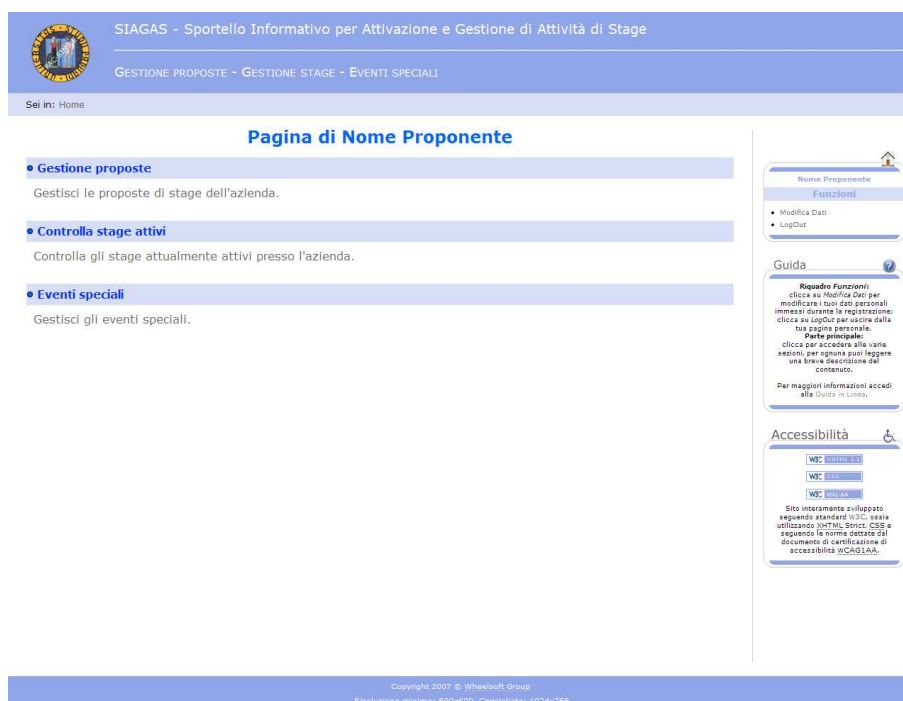 SIAGAS - Sportello Informativo per Attivazione e Gestione di Attività di Stage
Gestione proposte - Gestione stage - Eventi speciali
Sei in: Home
Pagina di Nome Proponente
Gestione proposte
Gestisci le proposte di stage dell'azienda.
Controlla stage attivi
Controlla gli stage attualmente attivi presso l'azienda.
Eventi speciali
Gestisci gli eventi speciali.
Nome Proponente
Funzioni
Modifica Dati
LogOut
Guida
Riquadro Funzioni:
clicca su Modifica Dati per
modificare i tuoi dati personali
immessi durante la registrazione;
clicca su LogOut per uscire dalla
tua pagina personale.
Parte principale:
clicca per accedere alle varie
sezioni, per ognuna puoi leggere
una breve descrizione del
contenuto.
Per maggiori informazioni accedi
alla Guida in Linea.
Accessibilità
W3C XHTML 1.0
W3C CSS
W3C WAI-AA
Sito interamente sviluppato
seguendo standard W3C, ossia
utilizzando XHTML Strict, CSS e
seguendo le norme dettate dal
documento di certificazione di
accessibilità WCAG1AA.
Copyright 2007 © Wheelsoft Group
Risoluzione minima: 800x600. Consigliata: 1024x768